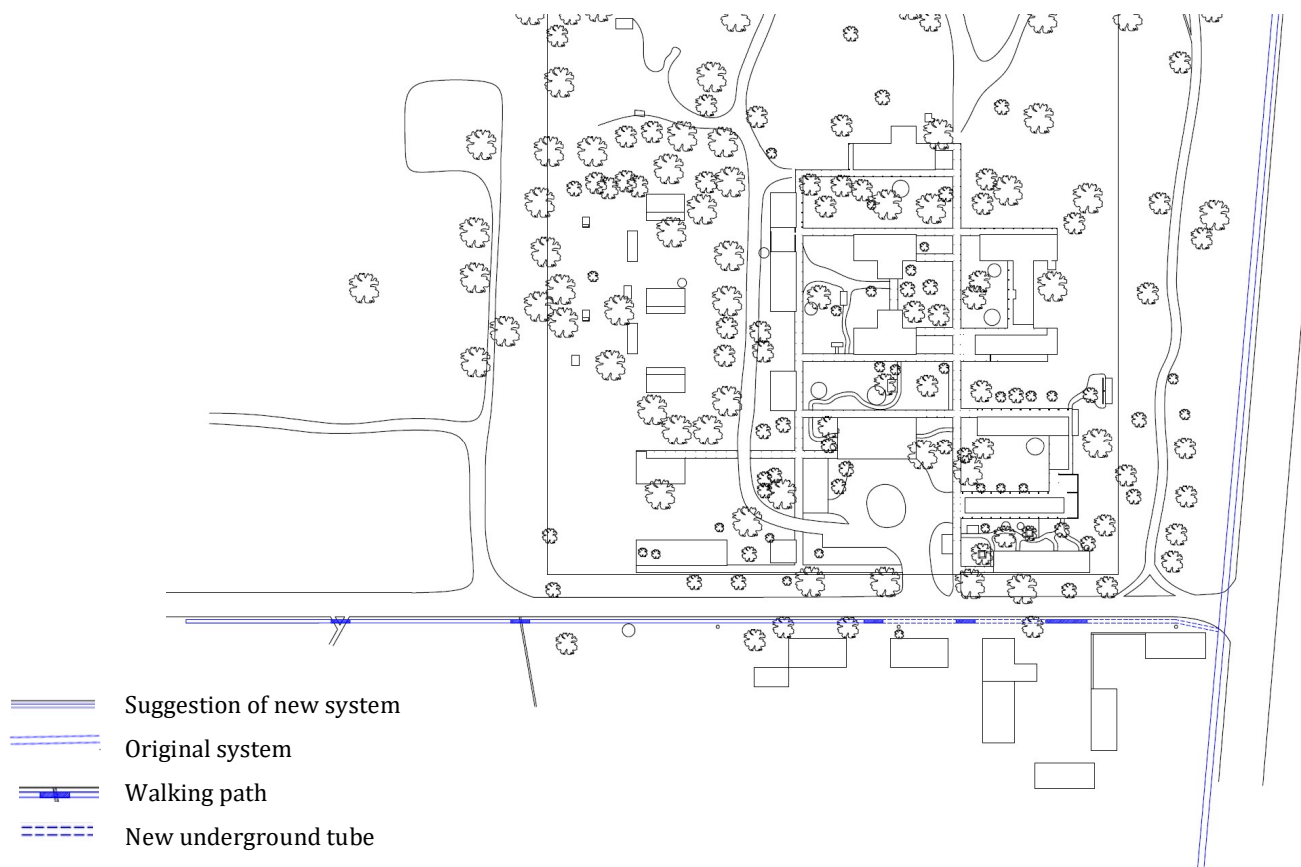 Suggestion of new system
Original system
Walking path
New underground tube